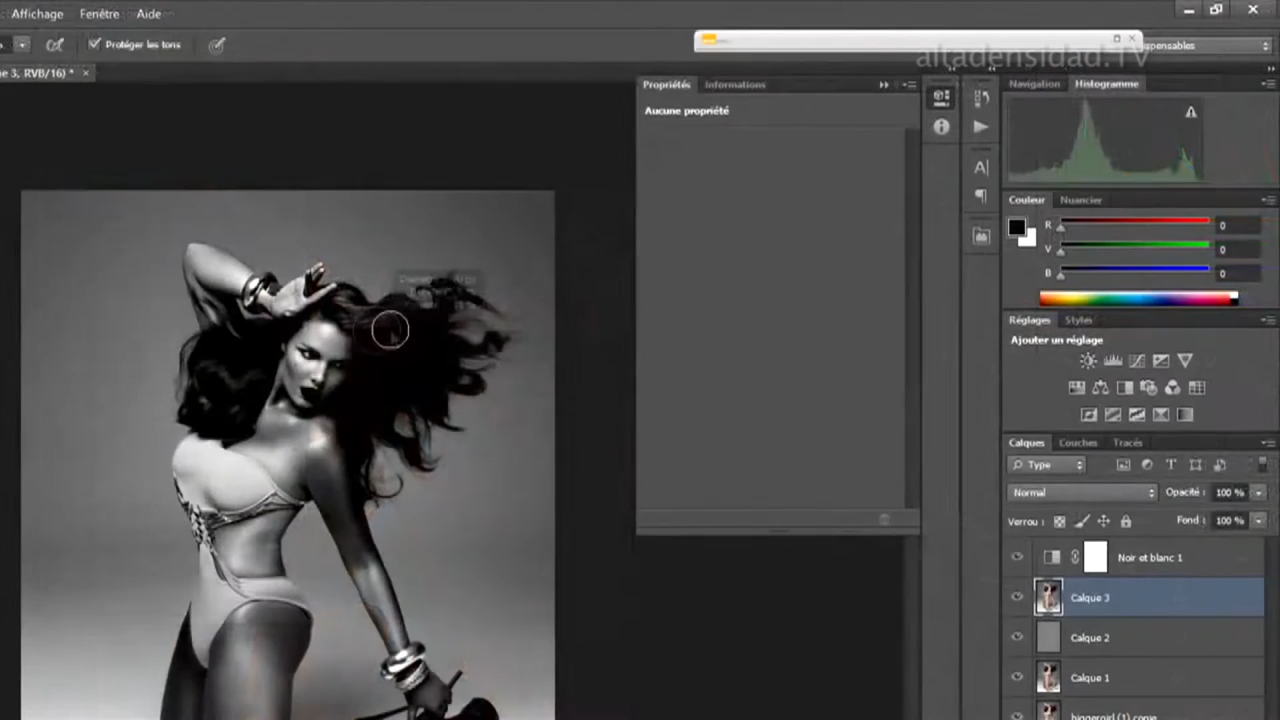 Affichage Fenêtre Aide
Protéger les tons
altadensidad.TV
e 3, RVB/16) * ×
Propriétés Informations
Aucune propriété
Navigation Histogramme
Couleur Nuancier
R 0
V 0
B 0
Réglages Styles
Ajouter un réglage
Calques Couches Tracés
Type
Normal Opacité : 100 %
Verrou : Fond : 100 %
Noir et blanc 1
Calque 3
Calque 2
Calque 1